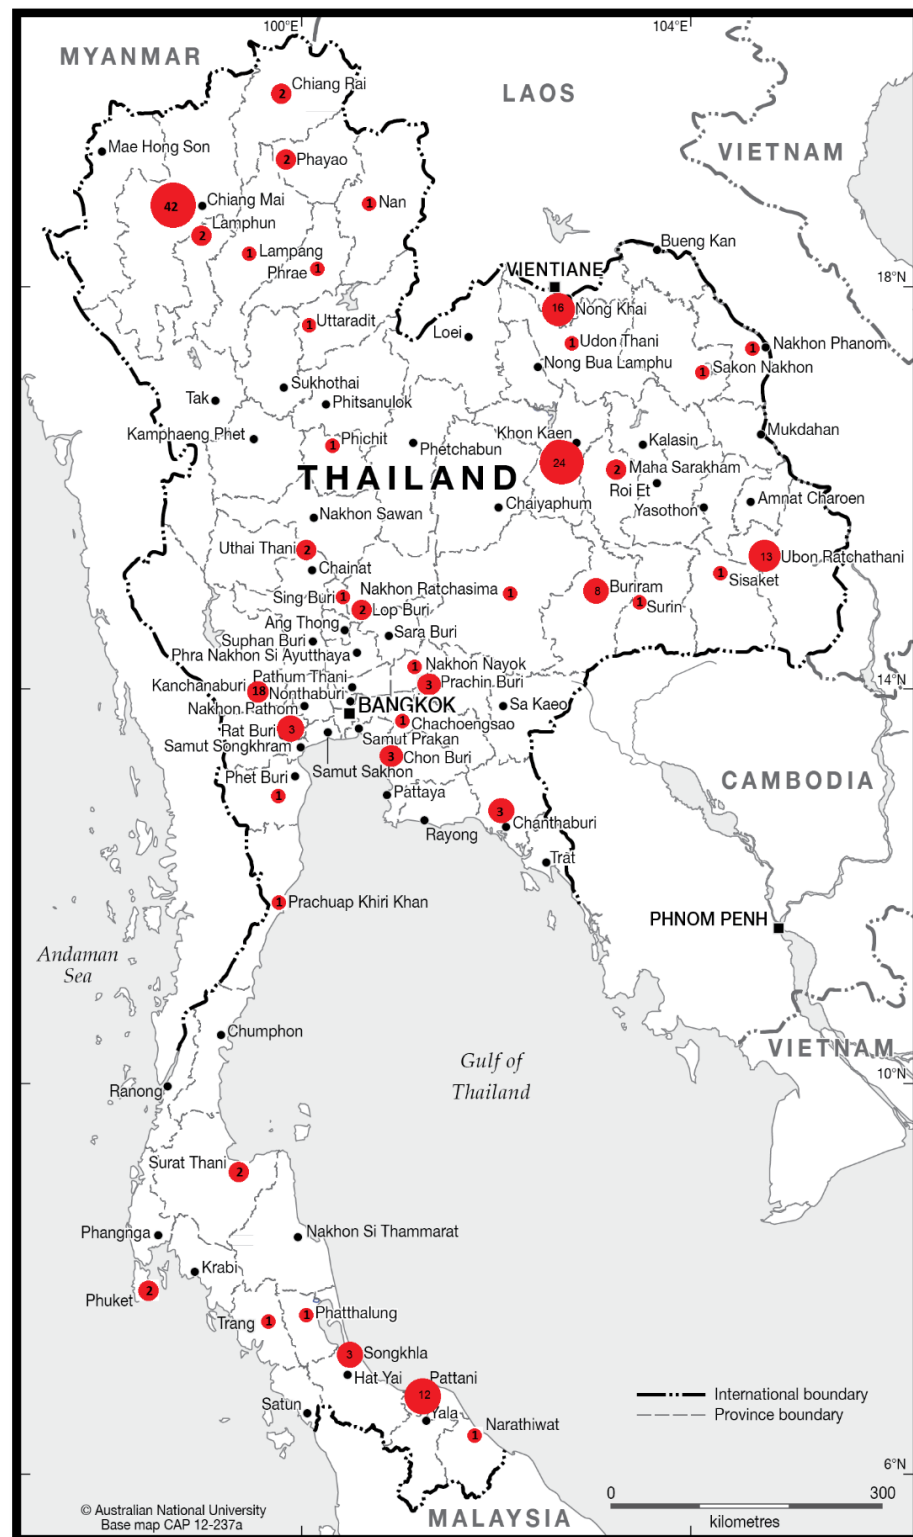 100°E
104°E
MYANMAR
Chiang Rai
2
LAOS
VIETNAM
Mae Hong Son
2
Phayao
42
Chiang Mai
1
Nan
Lamphun
2
Bueng Kan
1
Lampang
Phrae
1
VIENTIANE
18°N
16
Nong Khai
1
Uttaradit
Loei
1
Udon Thani
1
Nakhon Phanom
Nong Bua Lamphu
1
Sakon Nakhon
Sukhothai
Tak
Phitsanulok
Kamphaeng Phet
1
Phichit
Phetchabun
Khon Kaen
Kalasin
Mukdahan
24
2
Maha Sarakham
THAILAND
Roi Et
Chaiyaphum
Yasothon
Amnat Charoen
Nakhon Sawan
Uthai Thani
2
13
Ubon Ratchathani
Chainat
1
Sisaket
Nakhon Ratchasima
1
8
Buriram
Sing Buri
1
1
Surin
2
Lop Buri
Ang Thong
Sara Buri
Suphan Buri
Phra Nakhon Si Ayutthaya
1
Nakhon Nayok
Pathum Thani
3
Prachin Buri
14°N
Kanchanaburi
18
Nonthaburi
Nakhon Pathom
BANGKOK
Sa Kaeo
1
Chachoengsao
Rat Buri
3
Samut Prakan
Samut Songkhram
3
Chon Buri
Samut Sakhon
Phet Buri
1
CAMBODIA
Pattaya
3
Rayong
Chanthaburi
Trat
1
Prachuap Khiri Khan
PHNOM PENH
Andaman
Sea
Chumphon
VIETNAM
Gulf of
Thailand
Ranong
10°N
Surat Thani
2
Phangnga
Nakhon Si Thammarat
Krabi
Phuket
2
Trang
1
1
Phatthalung
3
Songkhla
Hat Yai
Pattani
12
Yala
Satun
Narathiwat
1
International boundary
Province boundary
6°N
0
300
kilometres
© Australian National University
Base map CAP 12-237a
MALAYSIA